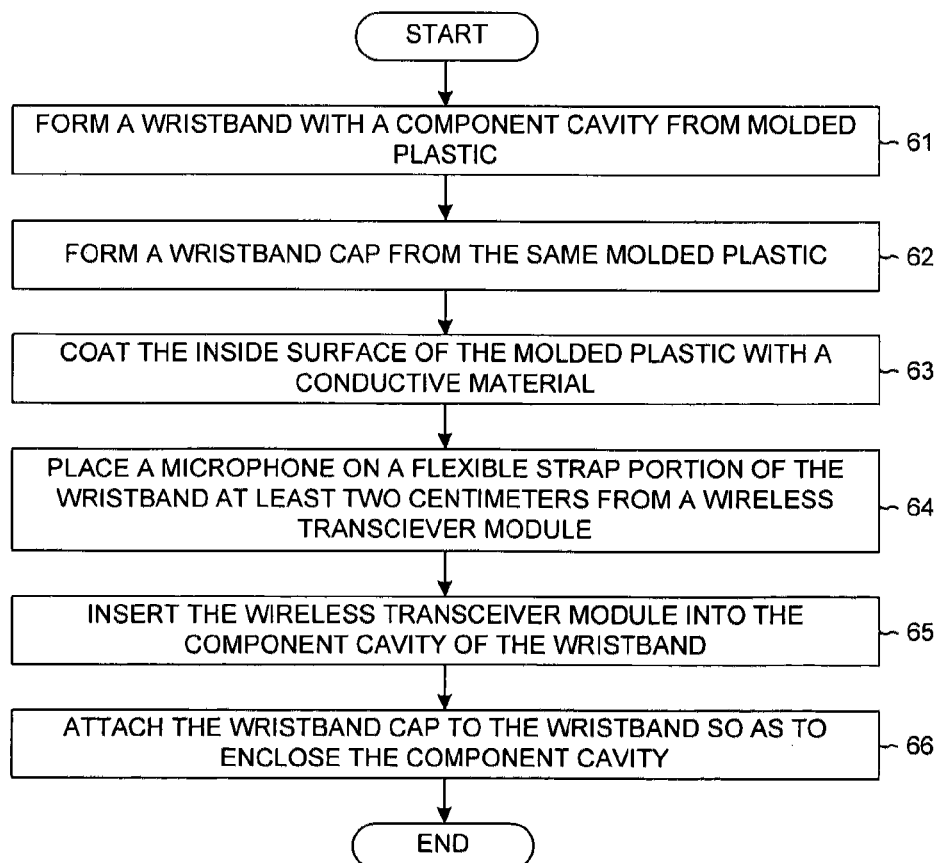 START
FORM A WRISTBAND WITH A COMPONENT CAVITY FROM MOLDED
PLASTIC
61
FORM A WRISTBAND CAP FROM THE SAME MOLDED PLASTIC
62
COAT THE INSIDE SURFACE OF THE MOLDED PLASTIC WITH A
CONDUCTIVE MATERIAL
63
PLACE A MICROPHONE ON A FLEXIBLE STRAP PORTION OF THE
WRISTBAND AT LEAST TWO CENTIMETERS FROM A WIRELESS
TRANSCIEVER MODULE
64
INSERT THE WIRELESS TRANSCEIVER MODULE INTO THE
COMPONENT CAVITY OF THE WRISTBAND
65
ATTACH THE WRISTBAND CAP TO THE WRISTBAND SO AS TO
ENCLOSE THE COMPONENT CAVITY
66
END